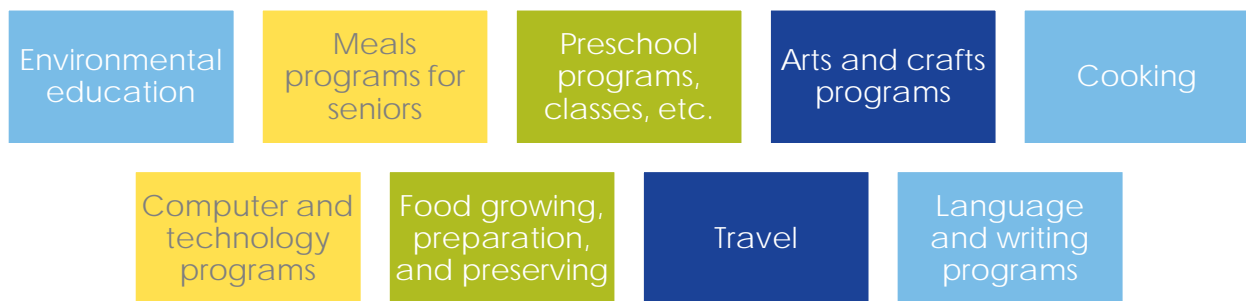 Environmental
education
Meals
programs for
seniors
Preschool
programs,
classes, etc.
Arts and crafts
programs
Cooking
Computer and
technology
programs
Food growing,
preparation,
and preserving
Travel
Language
and writing
programs